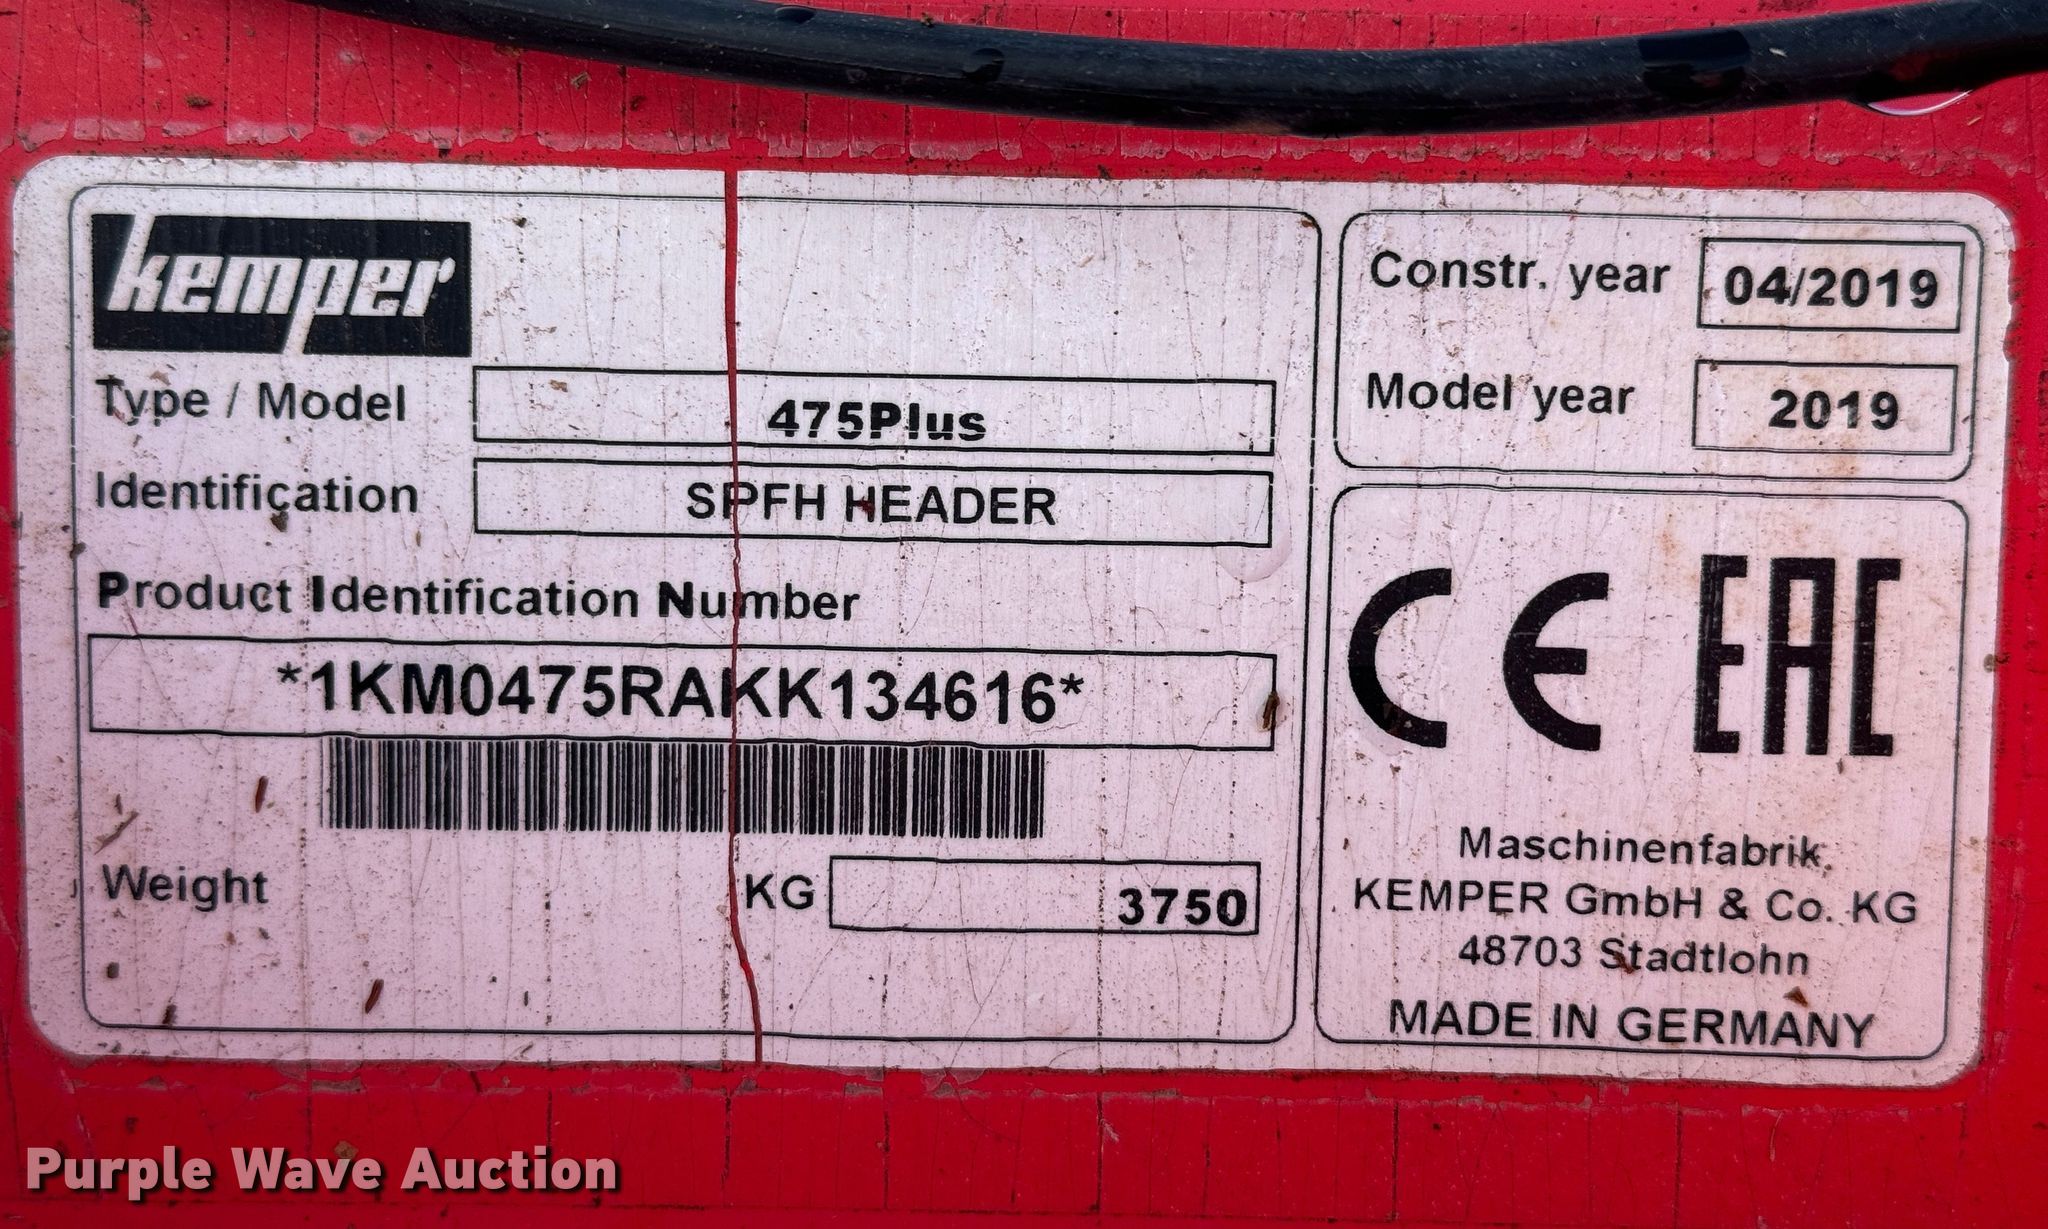 kemper
Type / Model 475Plus
Identification SPFH HEADER
Product Identification Number
*1KM0475RAKK134616*
Weight KG 3750
Constr. year 04/2019
Model year 2019
CE EAC
Maschinenfabrik
KEMPER GmbH & Co. KG
48703 Stadtlohn
MADE IN GERMANY
Purple Wave Auction